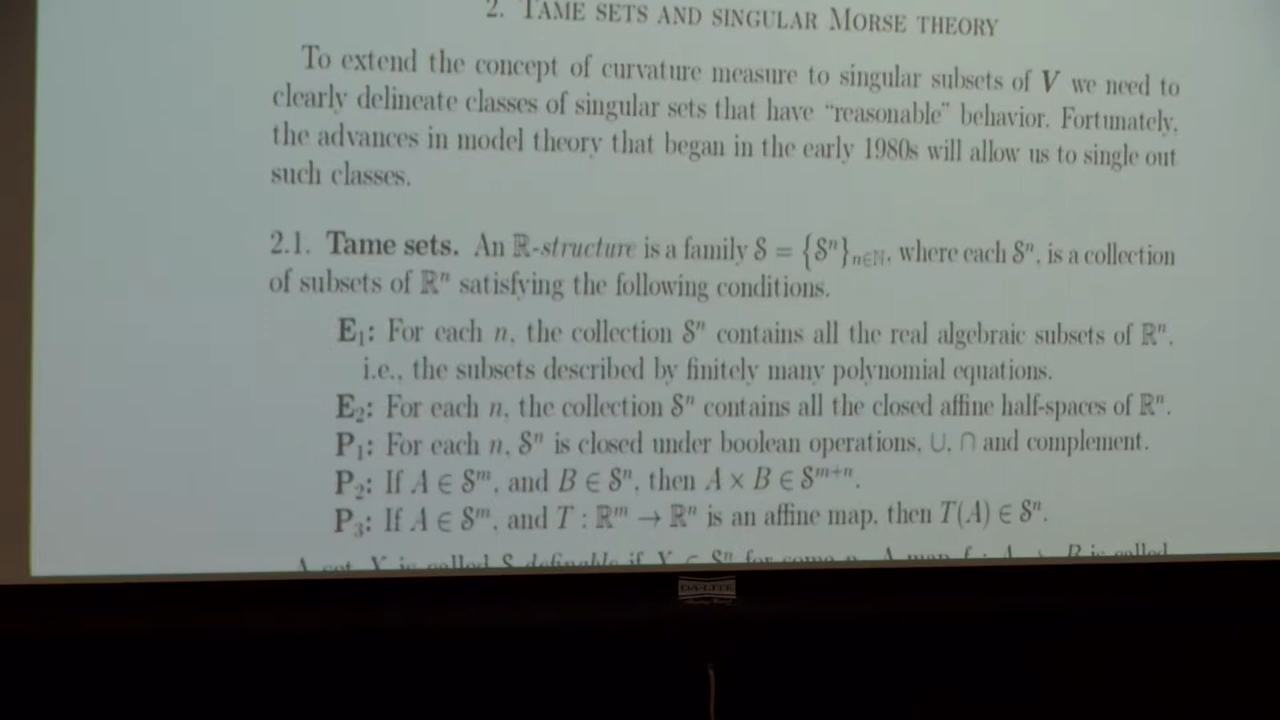 2. TAME SETS AND SINGULAR MORSE THEORY
To extend the concept of curvature measure to singular subsets of V we need to
clearly delineate classes of singular sets that have “reasonable” behavior. Fortunately,
the advances in model theory that began in the early 1980s will allow us to single out
such classes.
2.1. Tame sets. An ℝ-structure is a family 𝒮 = {𝒮ⁿ}ₙ∈ℕ, where each 𝒮ⁿ, is a collection
of subsets of ℝⁿ satisfying the following conditions.
E₁: For each n, the collection 𝒮ⁿ contains all the real algebraic subsets of ℝⁿ,
i.e., the subsets described by finitely many polynomial equations.
E₂: For each n, the collection 𝒮ⁿ contains all the closed affine half-spaces of ℝⁿ.
P₁: For each n, 𝒮ⁿ is closed under boolean operations, ∪, ∩ and complement.
P₂: If A ∈ 𝒮ᵐ, and B ∈ 𝒮ⁿ, then A × B ∈ 𝒮ᵐ⁺ⁿ.
P₃: If A ∈ 𝒮ᵐ, and T : ℝᵐ → ℝⁿ is an affine map, then T(A) ∈ 𝒮ⁿ.
DA-LITE